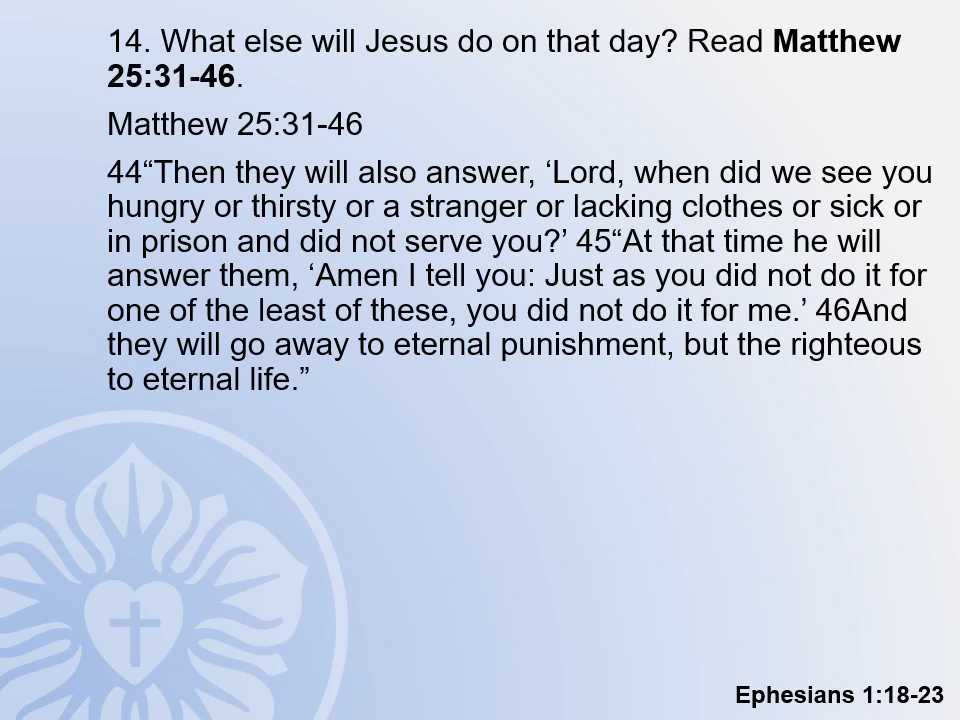 14. What else will Jesus do on that day? Read Matthew
25:31-46.
Matthew 25:31-46
44“Then they will also answer, ‘Lord, when did we see you
hungry or thirsty or a stranger or lacking clothes or sick or
in prison and did not serve you?’ 45“At that time he will
answer them, ‘Amen I tell you: Just as you did not do it for
one of the least of these, you did not do it for me.’ 46And
they will go away to eternal punishment, but the righteous
to eternal life.”
Ephesians 1:18-23